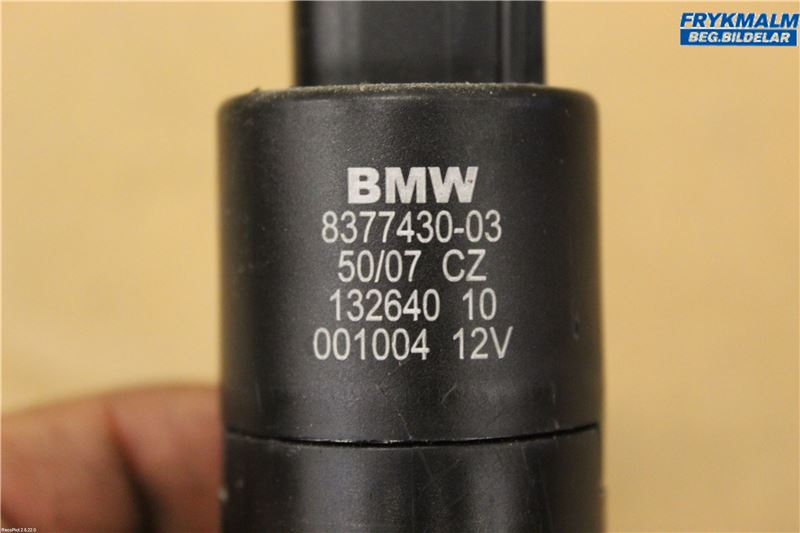 FRYKMALM
BEG.BILDELAR
BMW
8377430-03
50/07 CZ
132640 10
001004 12V